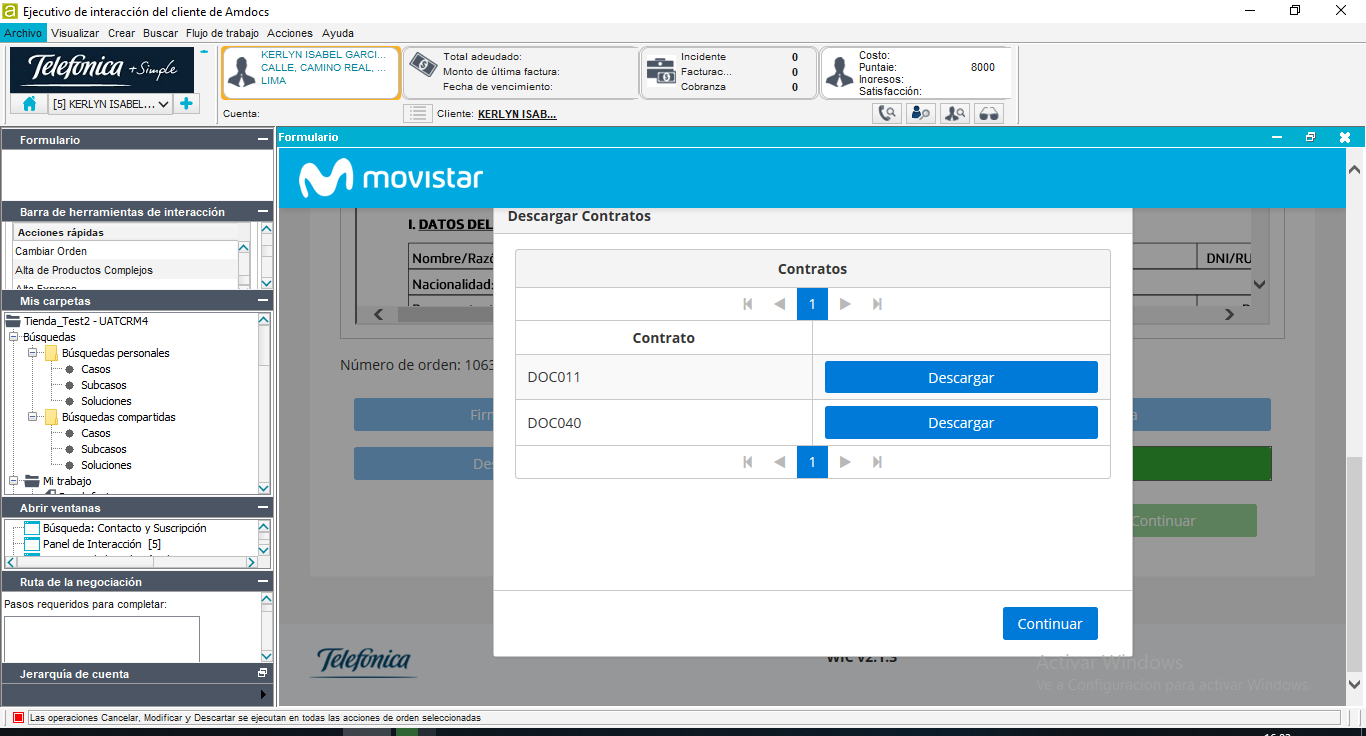 Ejecutivo de interacción del cliente de Amdocs
Archivo Visualizar Crear Buscar Flujo de trabajo Acciones Ayuda
Telefónica +Simple
[5] KERLYN ISABEL...
KERLYN ISABEL GARCI...
CALLE, CAMINO REAL, ...
LIMA
Cuenta:
Total adeudado:
Monto de última factura:
Fecha de vencimiento:
Cliente: KERLYN ISAB...
Incidente 0
Facturac... 0
Cobranza 0
Costo:
Puntaje: 8000
Ingresos:
Satisfacción:
Formulario
Barra de herramientas de interacción
Acciones rápidas
Cambiar Orden
Alta de Productos Complejos
Alta Expreso
Mis carpetas
Tienda_Test2 - UATCRM4
Búsquedas
Búsquedas personales
Casos
Subcasos
Soluciones
Búsquedas compartidas
Casos
Subcasos
Soluciones
Mi trabajo
Abrir ventanas
Búsqueda: Contacto y Suscripción
Panel de Interacción [5]
Ruta de la negociación
Pasos requeridos para completar:
Jerarquía de cuenta
Formulario
movistar
I. DATOS DEL
Nombre/Razó
DNI/RU
Nacionalidad:
Número de orden: 1063
Firm
a
De
Continuar
Descargar Contratos
Contratos
1
Contrato
DOC011 Descargar
DOC040 Descargar
1
Continuar
Telefónica
WIC v2.1.3
Activar Windows
Ve a Configuración para activar Windows.
Las operaciones Cancelar, Modificar y Descartar se ejecutan en todas las acciones de orden seleccionadas